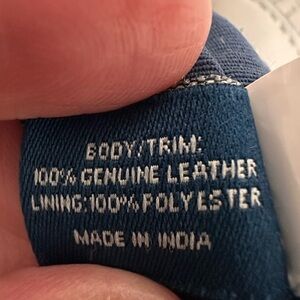 BODY/TRIM:
100% GENUINE LEATHER
LINING:100% POLYESTER
MADE IN INDIA